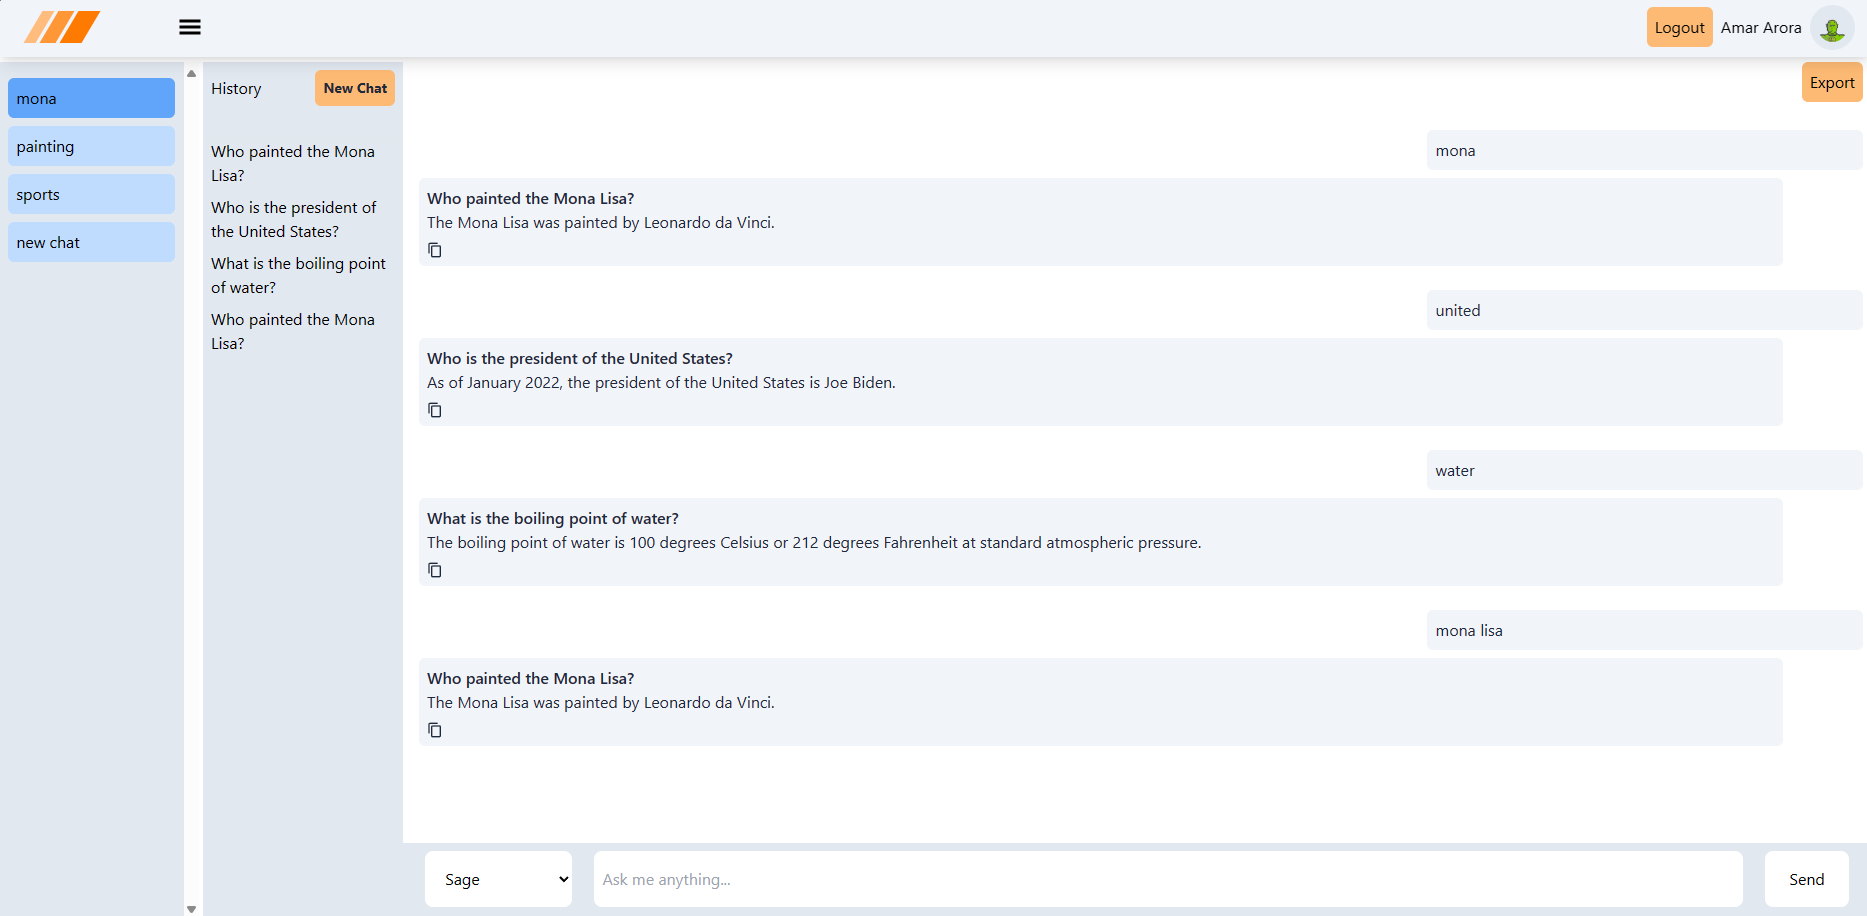 Logout
Amar Arora
mona
painting
sports
new chat
History
New Chat
Who painted the Mona
Lisa?
Who is the president of
the United States?
What is the boiling point
of water?
Who painted the Mona
Lisa?
Export
mona
Who painted the Mona Lisa?
The Mona Lisa was painted by Leonardo da Vinci.
united
Who is the president of the United States?
As of January 2022, the president of the United States is Joe Biden.
water
What is the boiling point of water?
The boiling point of water is 100 degrees Celsius or 212 degrees Fahrenheit at standard atmospheric pressure.
mona lisa
Who painted the Mona Lisa?
The Mona Lisa was painted by Leonardo da Vinci.
Sage
Ask me anything...
Send